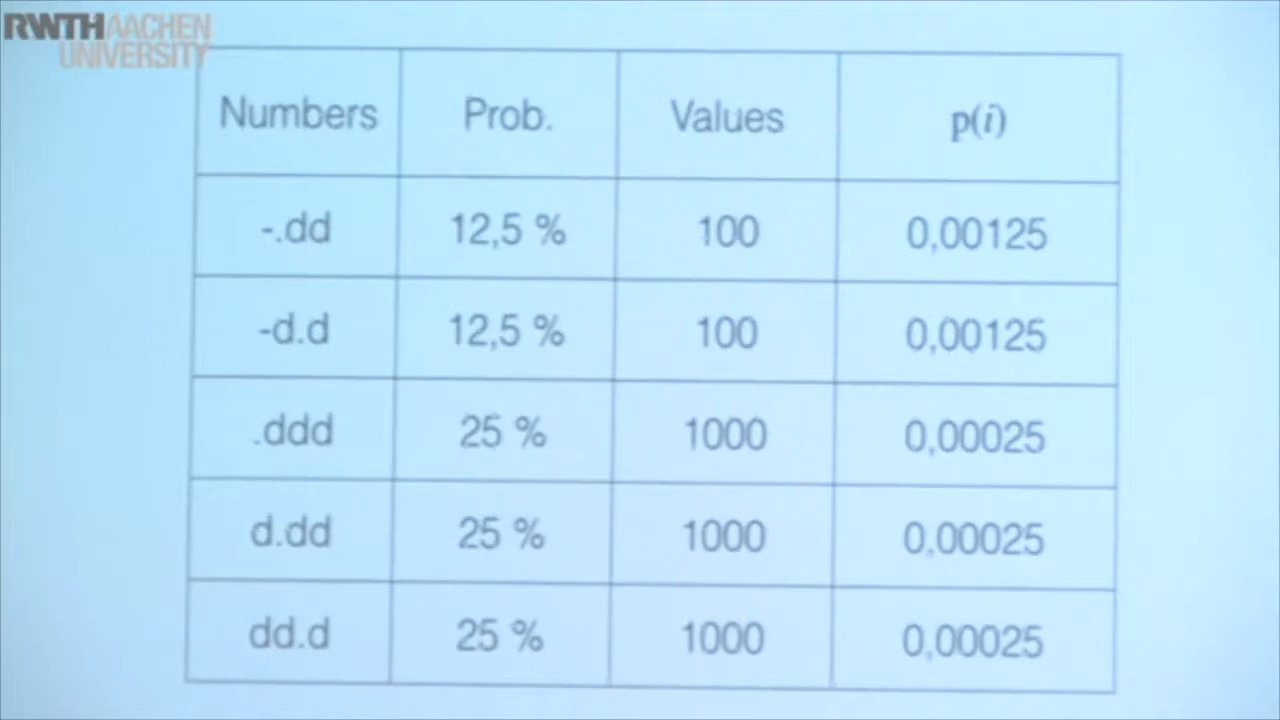 RWTH AACHEN
UNIVERSITY
Numbers Prob. Values p(i)
-.dd 12,5 % 100 0,00125
-d.d 12,5 % 100 0,00125
.ddd 25 % 1000 0,00025
d.dd 25 % 1000 0,00025
dd.d 25 % 1000 0,00025